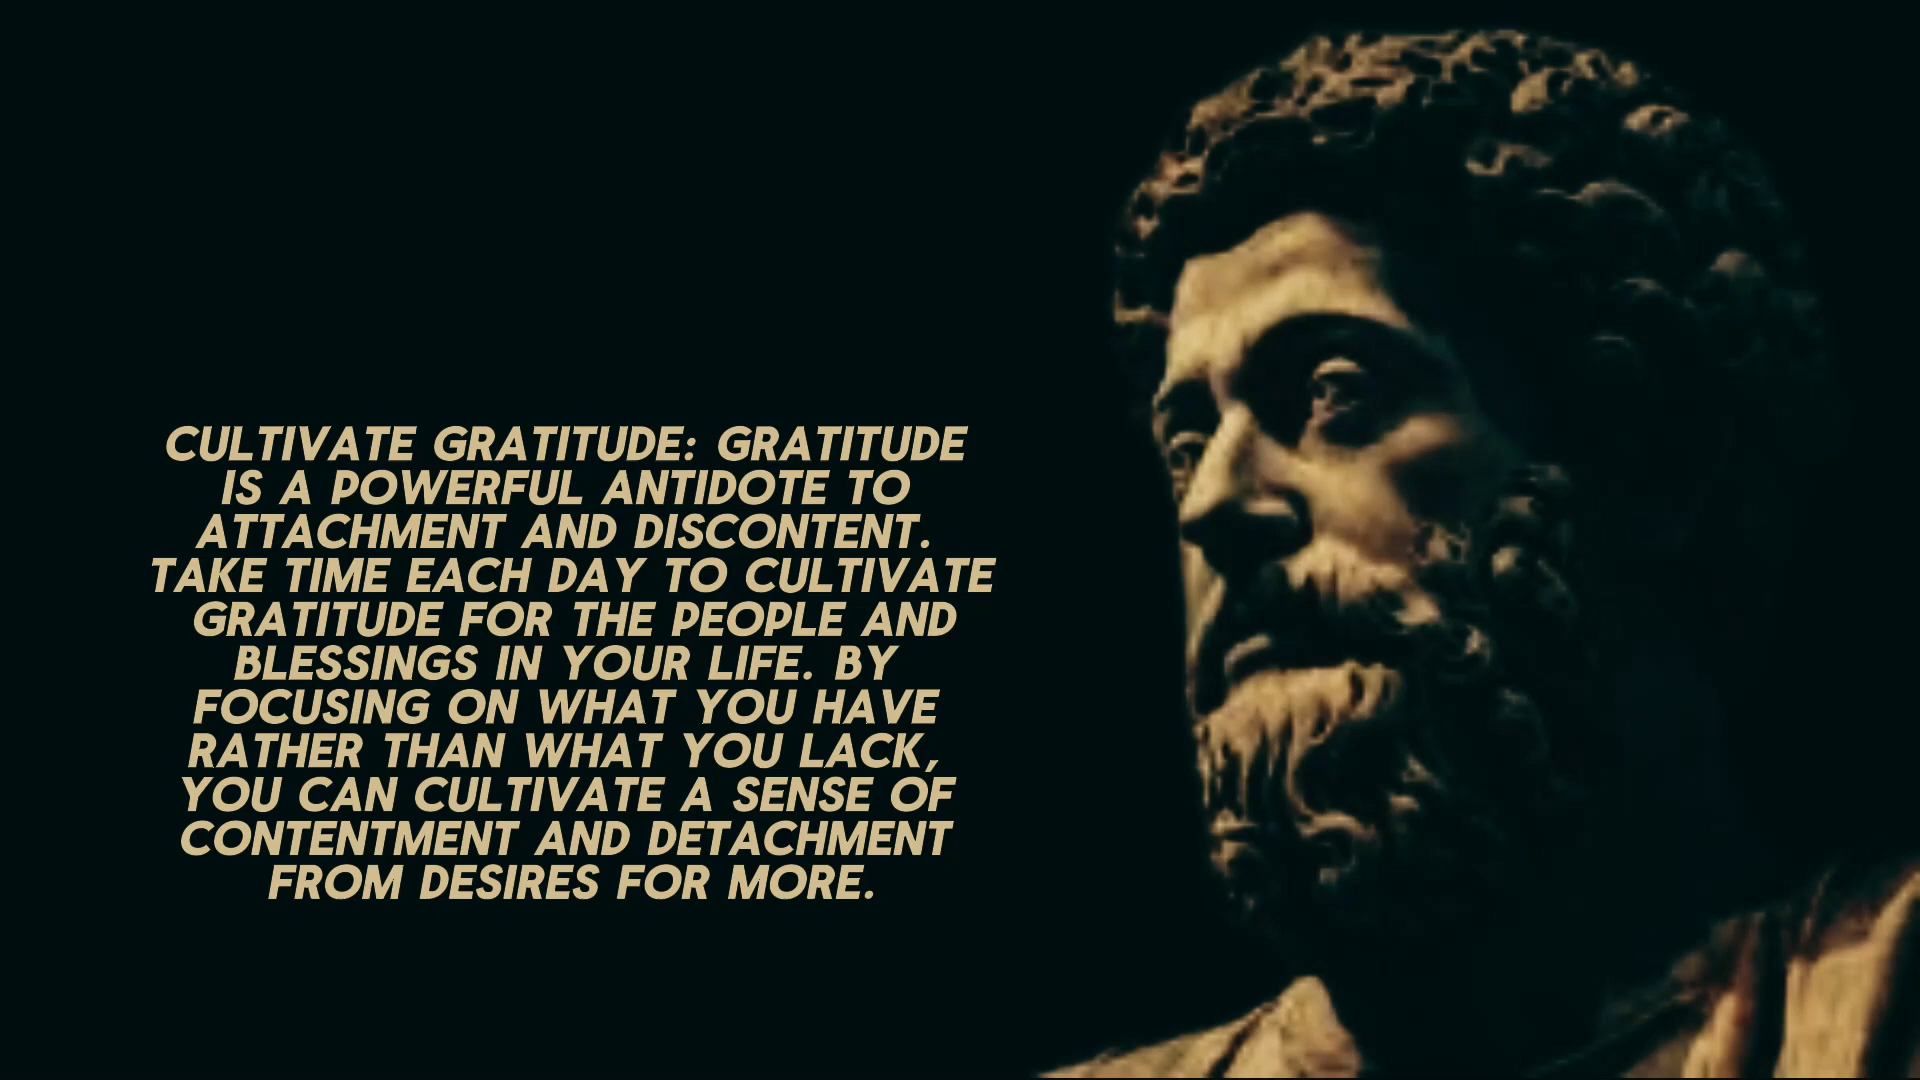 CULTIVATE GRATITUDE: GRATITUDE
IS A POWERFUL ANTIDOTE TO
ATTACHMENT AND DISCONTENT.
TAKE TIME EACH DAY TO CULTIVATE
GRATITUDE FOR THE PEOPLE AND
BLESSINGS IN YOUR LIFE. BY
FOCUSING ON WHAT YOU HAVE
RATHER THAN WHAT YOU LACK,
YOU CAN CULTIVATE A SENSE OF
CONTENTMENT AND DETACHMENT
FROM DESIRES FOR MORE.